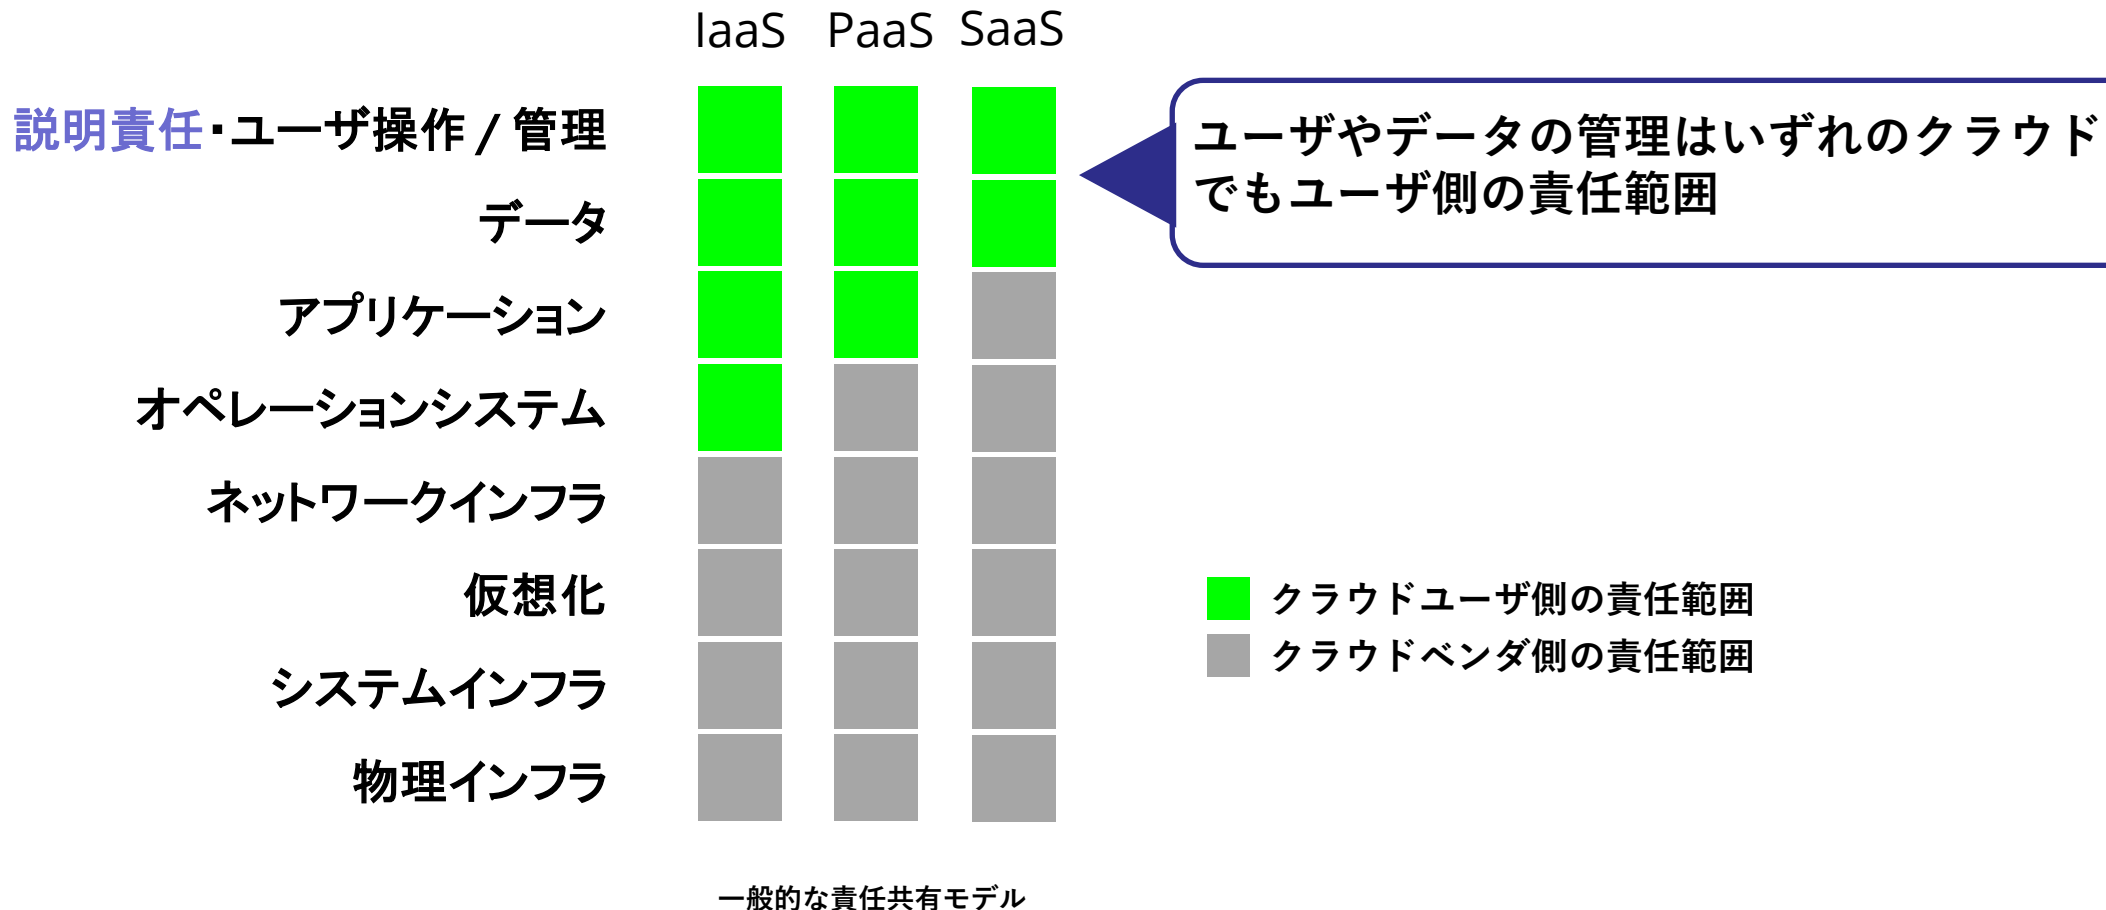 IaaS PaaS SaaS
説明責任・ユーザ操作 / 管理
データ
アプリケーション
オペレーションシステム
ネットワークインフラ
仮想化
システムインフラ
物理インフラ
ユーザやデータの管理はいずれのクラウド
でもユーザ側の責任範囲
クラウドユーザ側の責任範囲
クラウドベンダ側の責任範囲
一般的な責任共有モデル